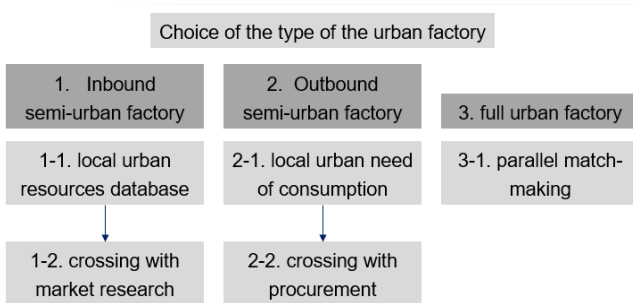 Choice of the type of the urban factory
1. Inbound
semi-urban factory
1-1. local urban
resources database
1-2. crossing with
market research
2. Outbound
semi-urban factory
2-1. local urban need
of consumption
2-2. crossing with
procurement
3. full urban factory
3-1. parallel match-
making